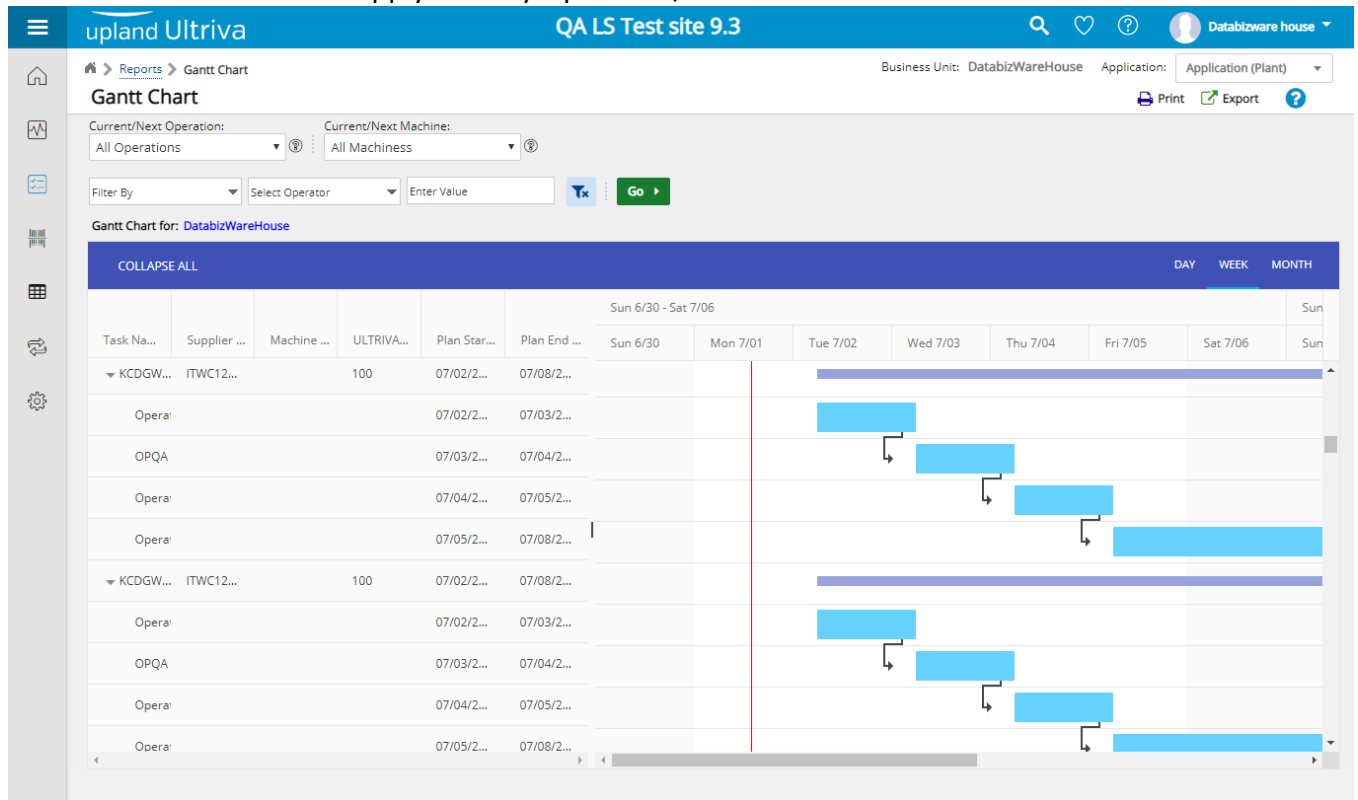 upland Ultriva QA LS Test site 9.3 Databizware house
Reports Gantt Chart Business Unit: DatabizWareHouse Application: Application (Plant)
Gantt Chart Print Export
Current/Next Operation: Current/Next Machine:
All Operations All Machiness
Filter By Select Operator Enter Value Go
Gantt Chart for: DatabizWareHouse
COLLAPSE ALL DAY WEEK MONTH
Sun 6/30 - Sat 7/06 Sun
Task Na... Supplier ... Machine ... ULTRIVA... Plan Star... Plan End ... Sun 6/30 Mon 7/01 Tue 7/02 Wed 7/03 Thu 7/04 Fri 7/05 Sat 7/06 Sun
KCDGW... ITWC12... 100 07/02/2... 07/08/2...
Opera 07/02/2... 07/03/2...
OPQA 07/03/2... 07/04/2...
Opera 07/04/2... 07/05/2...
Opera 07/05/2... 07/08/2...
KCDGW... ITWC12... 100 07/02/2... 07/08/2...
Opera 07/02/2... 07/03/2...
OPQA 07/03/2... 07/04/2...
Opera 07/04/2... 07/05/2...
Opera 07/05/2... 07/08/2...